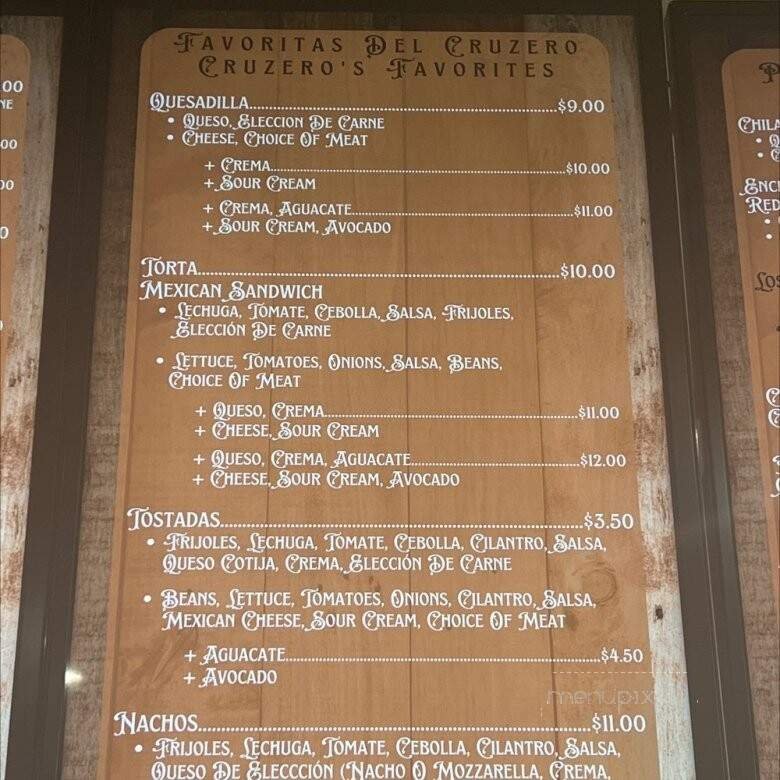 FAVORITAS DEL CRUZERO
CRUZERO'S FAVORITES
QUESADILLA....$9.00
• QUESO, ELECCION DE CARNE
• CHEESE, CHOICE OF MEAT
+ CREMA....$10.00
+ SOUR CREAM
+ CREMA, AGUACATE....$11.00
+ SOUR CREAM, AVOCADO
TORTA....$10.00
MEXICAN SANDWICH
• LECHUGA, TOMATE, CEBOLLA, SALSA, FRIJOLES,
ELECCIÓN DE CARNE
• LETTUCE, TOMATOES, ONIONS, SALSA, BEANS,
CHOICE OF MEAT
+ QUESO, CREMA....$11.00
+ CHEESE, SOUR CREAM
+ QUESO, CREMA, AGUACATE....$12.00
+ CHEESE, SOUR CREAM, AVOCADO
TOSTADAS....$3.50
• FRIJOLES, LECHUGA, TOMATE, CEBOLLA, CILANTRO, SALSA,
QUESO COTIJA, CREMA, ELECCIÓN DE CARNE
• BEANS, LETTUCE, TOMATOES, ONIONS, CILANTRO, SALSA,
MEXICAN CHEESE, SOUR CREAM, CHOICE OF MEAT
+ AGUACATE....$4.50
+ AVOCADO
NACHOS....$11.00
• FRIJOLES, LECHUGA, TOMATE, CEBOLLA, CILANTRO, SALSA,
QUESO DE ELECCCIÓN (NACHO O MOZZARELLA, CREMA,
menupix